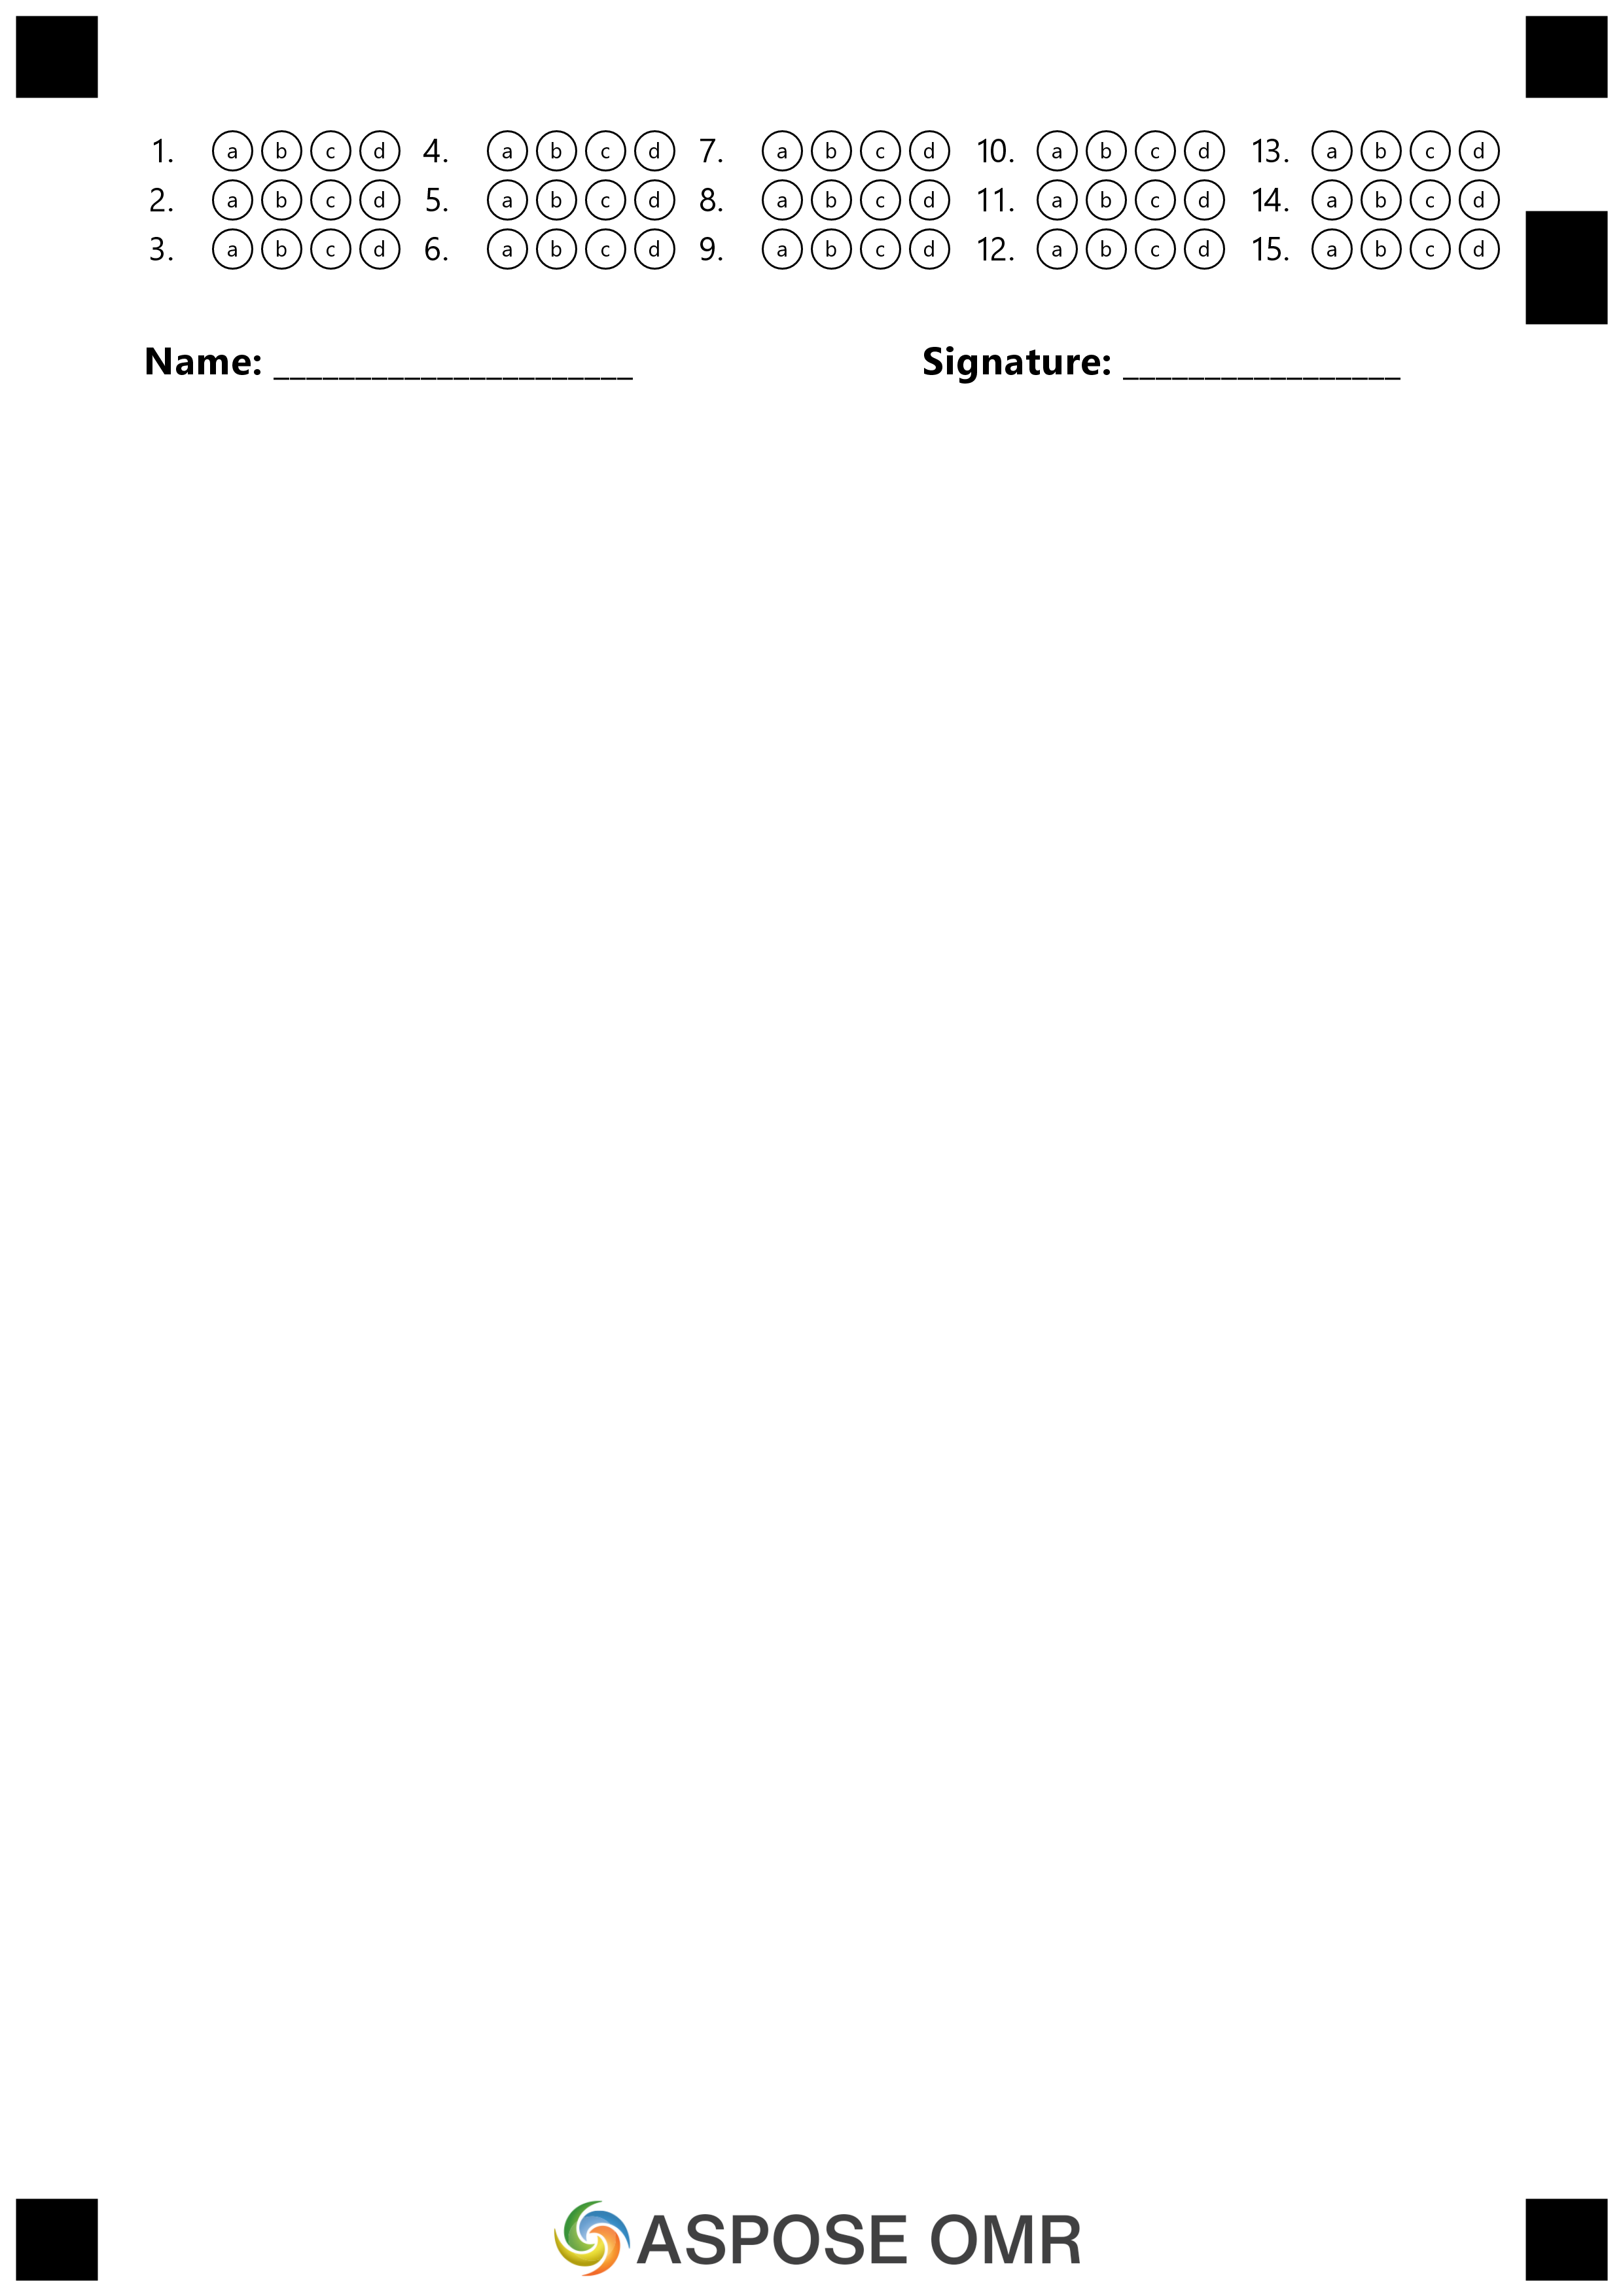 1. a b c d 4. a b c d 7. a b c d 10. a b c d 13. a b c d
2. a b c d 5. a b c d 8. a b c d 11. a b c d 14. a b c d
3. a b c d 6. a b c d 9. a b c d 12. a b c d 15. a b c d
Name: ______________________ Signature: _________________
ASPOSE OMR